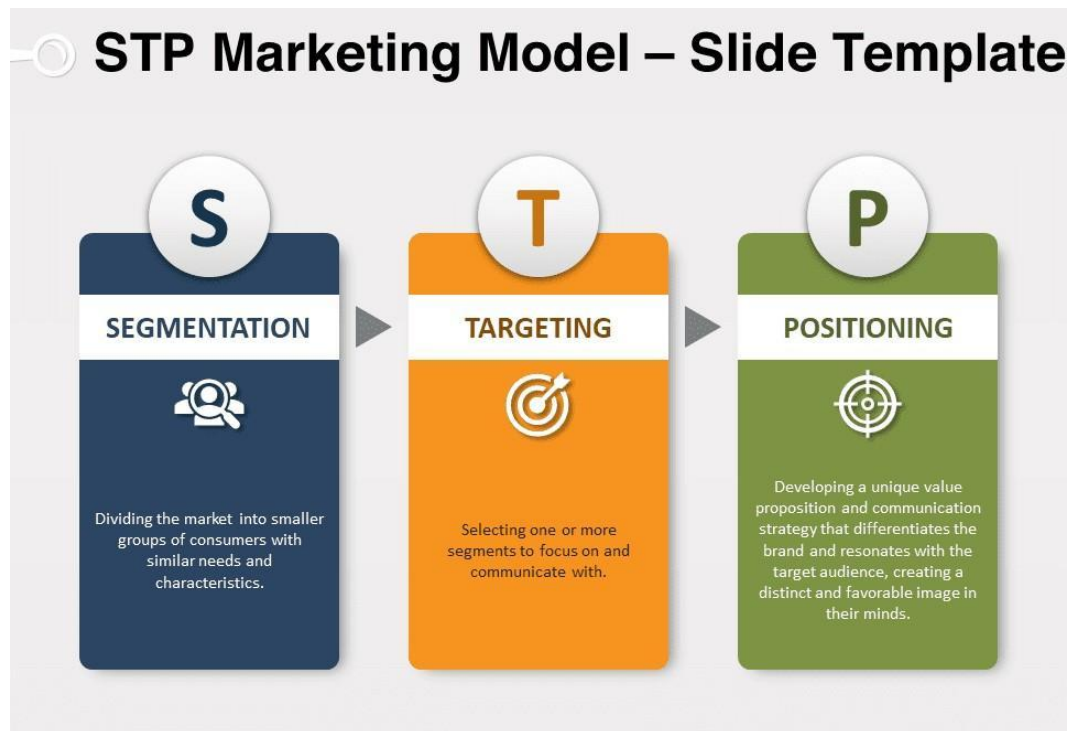 STP Marketing Model – Slide Template
S
SEGMENTATION
Dividing the market into smaller
groups of consumers with
similar needs and
characteristics.
T
TARGETING
Selecting one or more
segments to focus on and
communicate with.
P
POSITIONING
Developing a unique value
proposition and communication
strategy that differentiates the
brand and resonates with the
target audience, creating a
distinct and favorable image in
their minds.